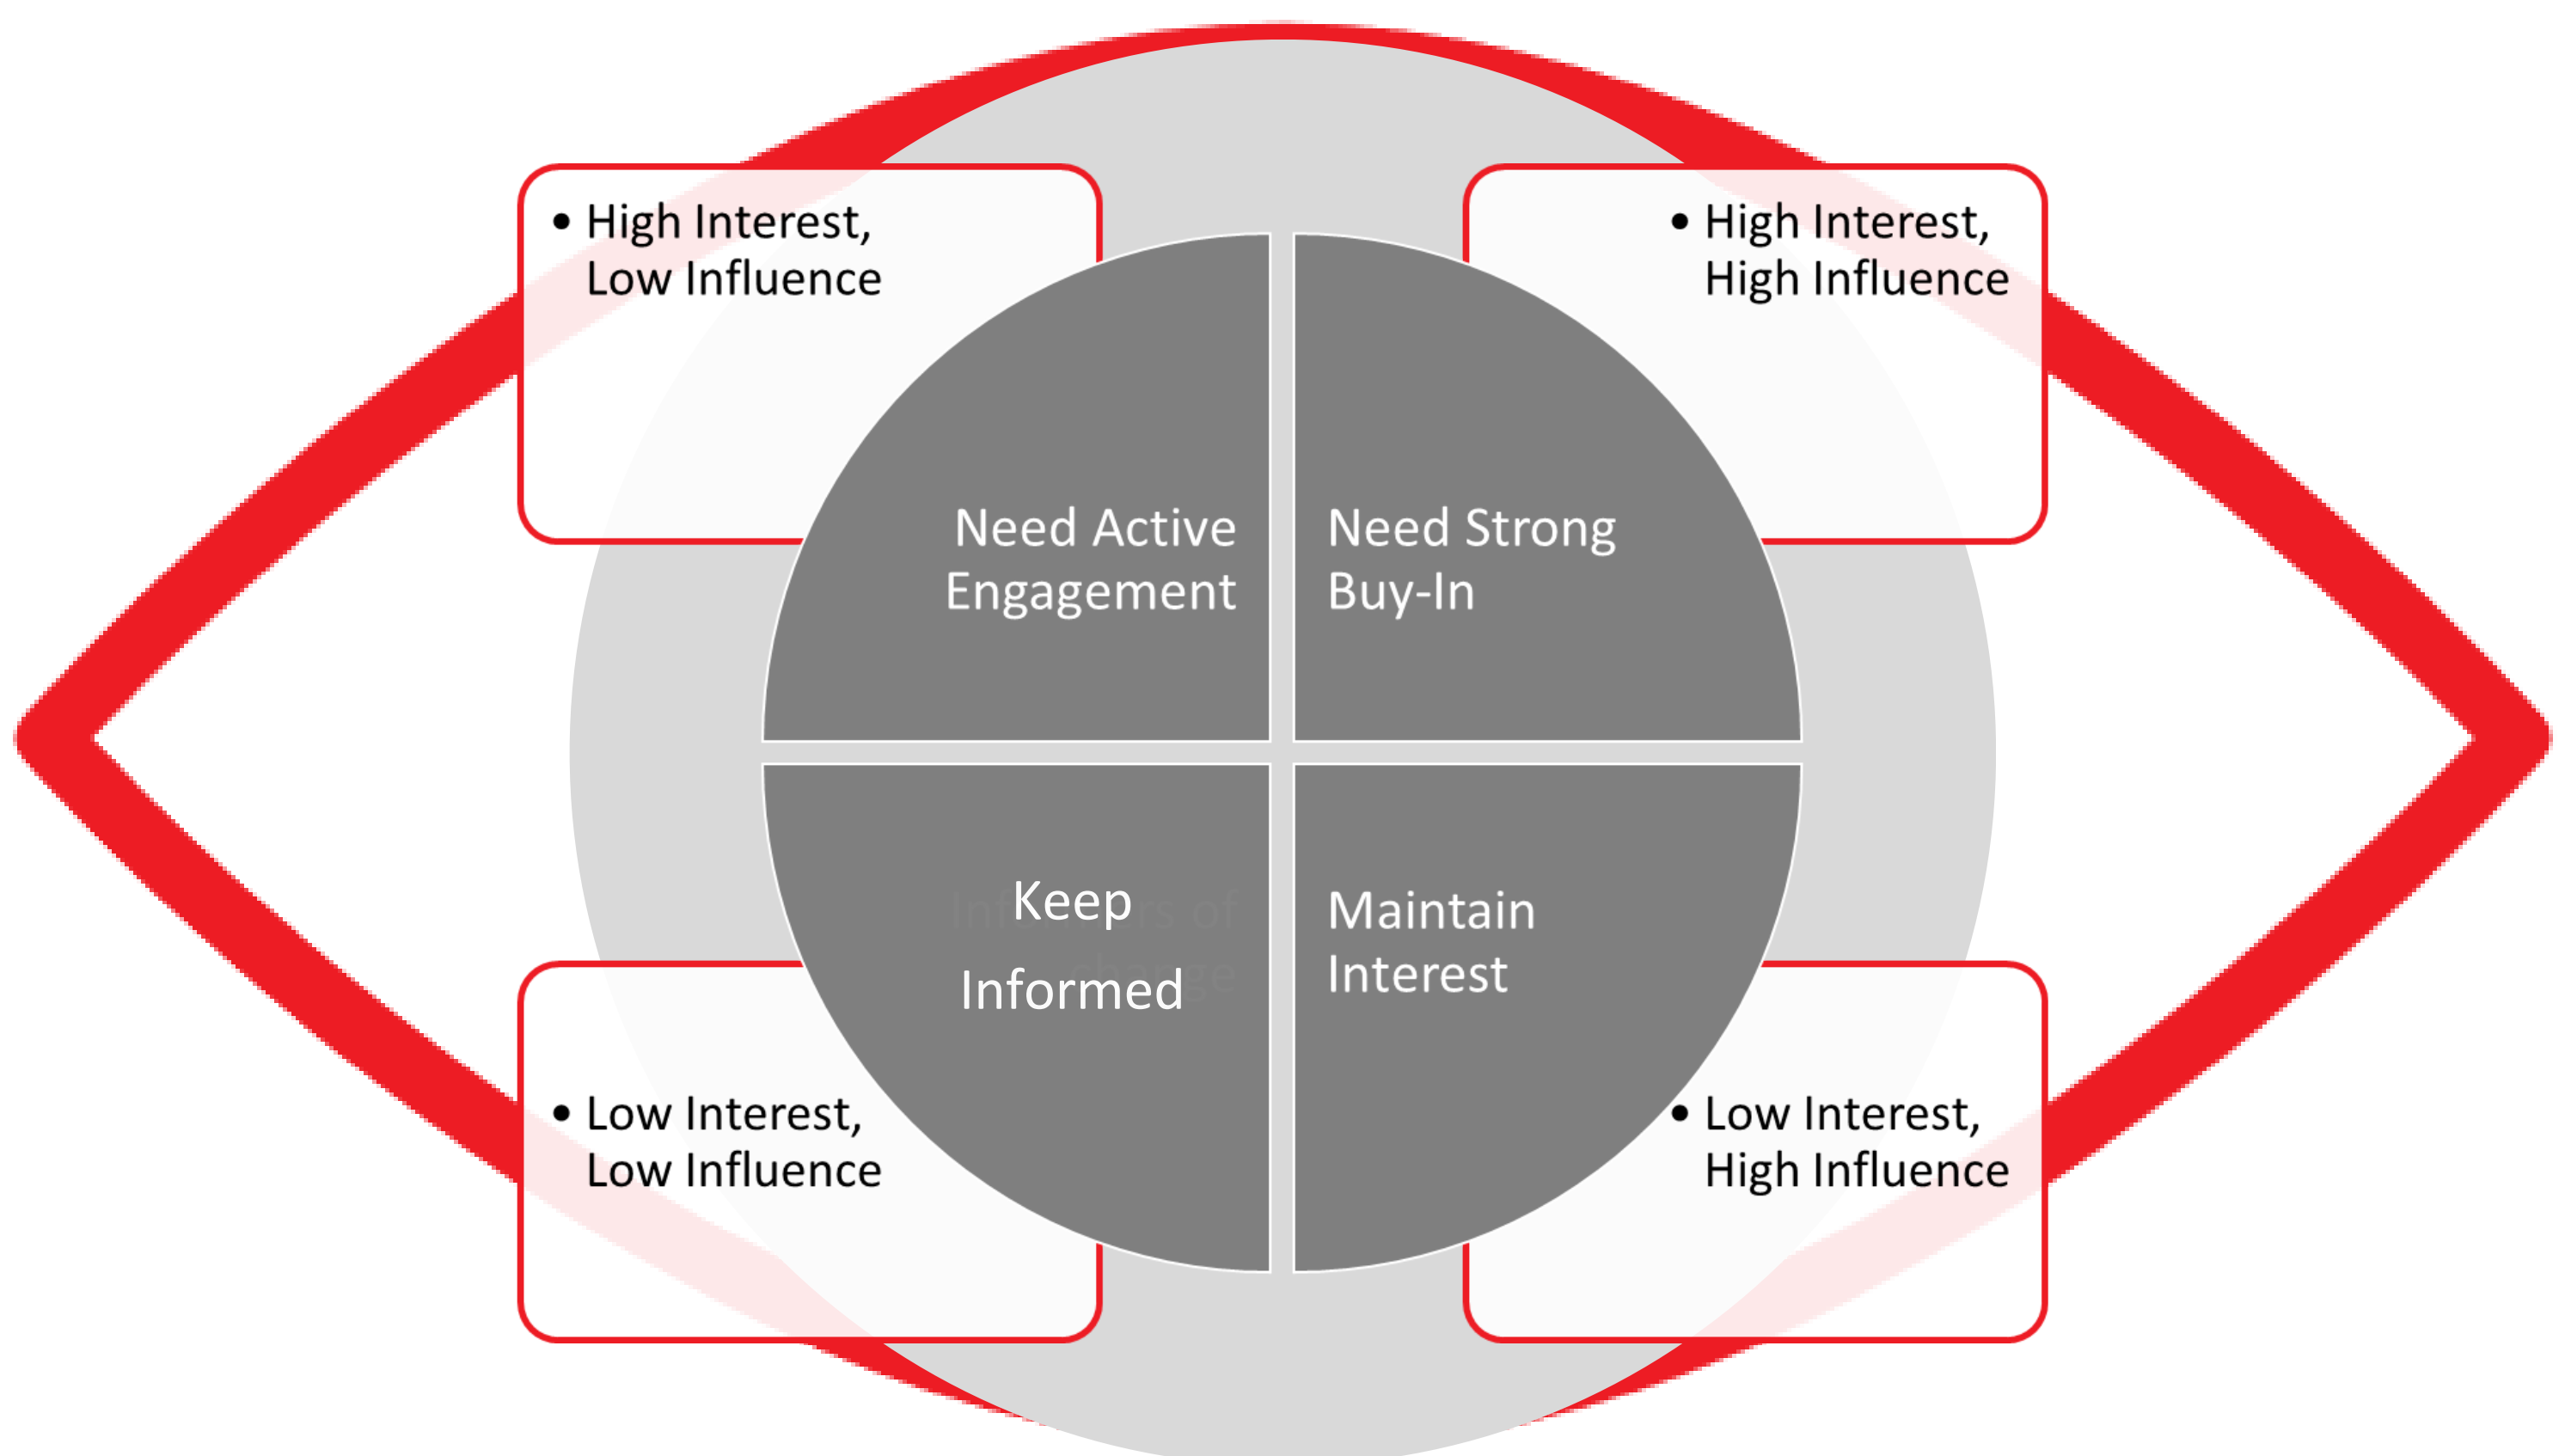 • High Interest,
Low Influence
• High Interest,
High Influence
Need Active
Engagement
Need Strong
Buy-In
Keep
Informed
Maintain
Interest
• Low Interest,
Low Influence
• Low Interest,
High Influence